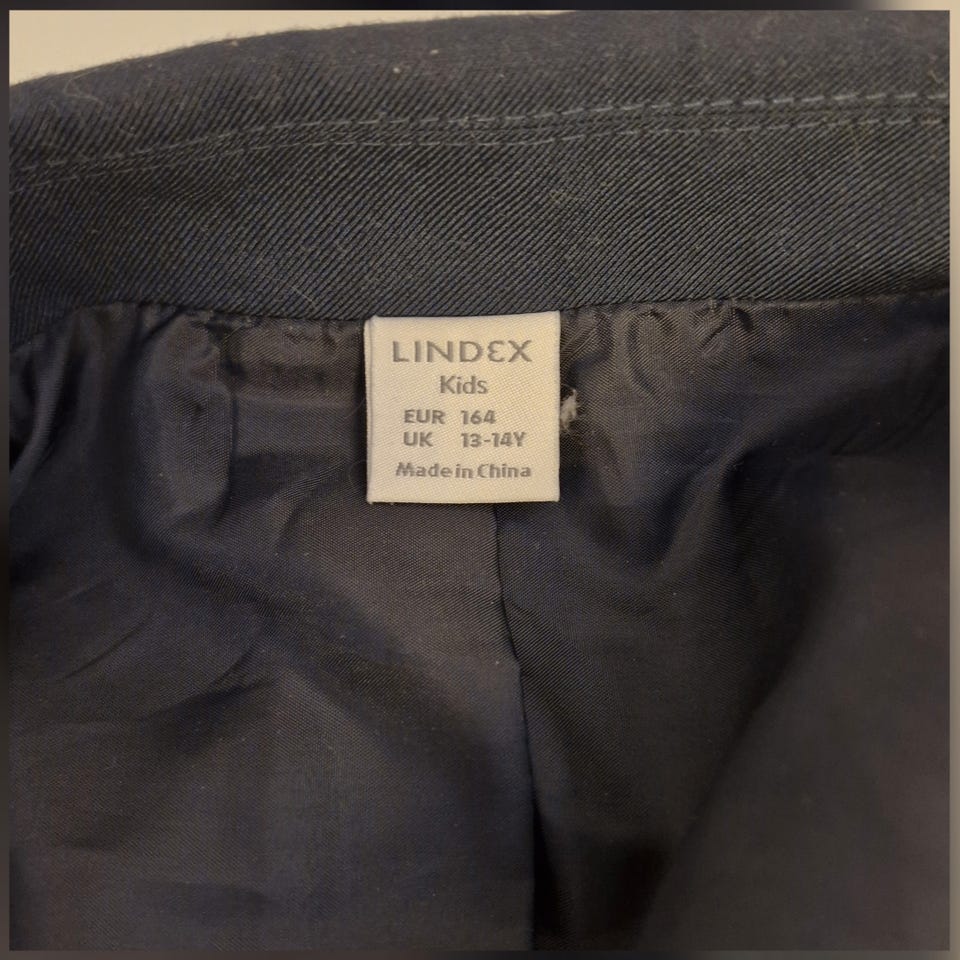 LINDEX
Kids
EUR 164
UK 13-14Y
Made in China